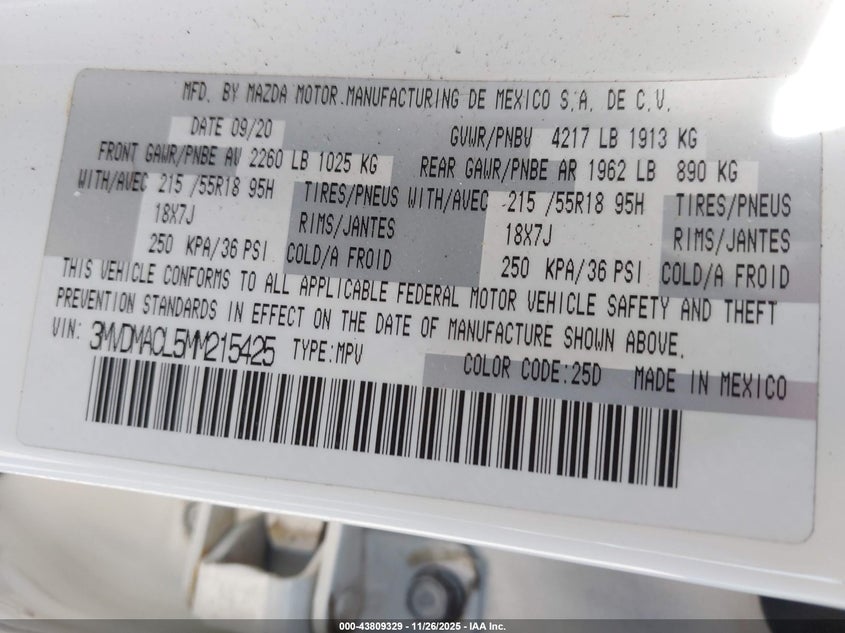 MFD. BY MAZDA MOTOR.MANUFACTURING DE MEXICO S.A. DE C.V.
DATE 09/20 GVWR/PNBV 4217 LB 1913 KG
FRONT GAWR/PNBE AV 2260 LB 1025 KG REAR GAWR/PNBE AR 1962 LB 890 KG
WITH/AVEC 215 /55R18 95H TIRES/PNEUS WITH/AVEC 215 /55R18 95H TIRES/PNEUS
18X7J RIMS/JANTES 18X7J RIMS/JANTES
250 KPA/36 PSI COLD/A FROID 250 KPA/36 PSI COLD/A FROID
THIS VEHICLE CONFORMS TO ALL APPLICABLE FEDERAL MOTOR VEHICLE SAFETY AND THEFT
PREVENTION STANDARDS IN EFFECT ON THE DATE OF MANUFACTURE SHOWN ABOVE.
VIN: 3MVDMACL5MM215425 TYPE:MPV
COLOR CODE:25D MADE IN MEXICO
000-43809329 - 11/26/2025 - IAA Inc.